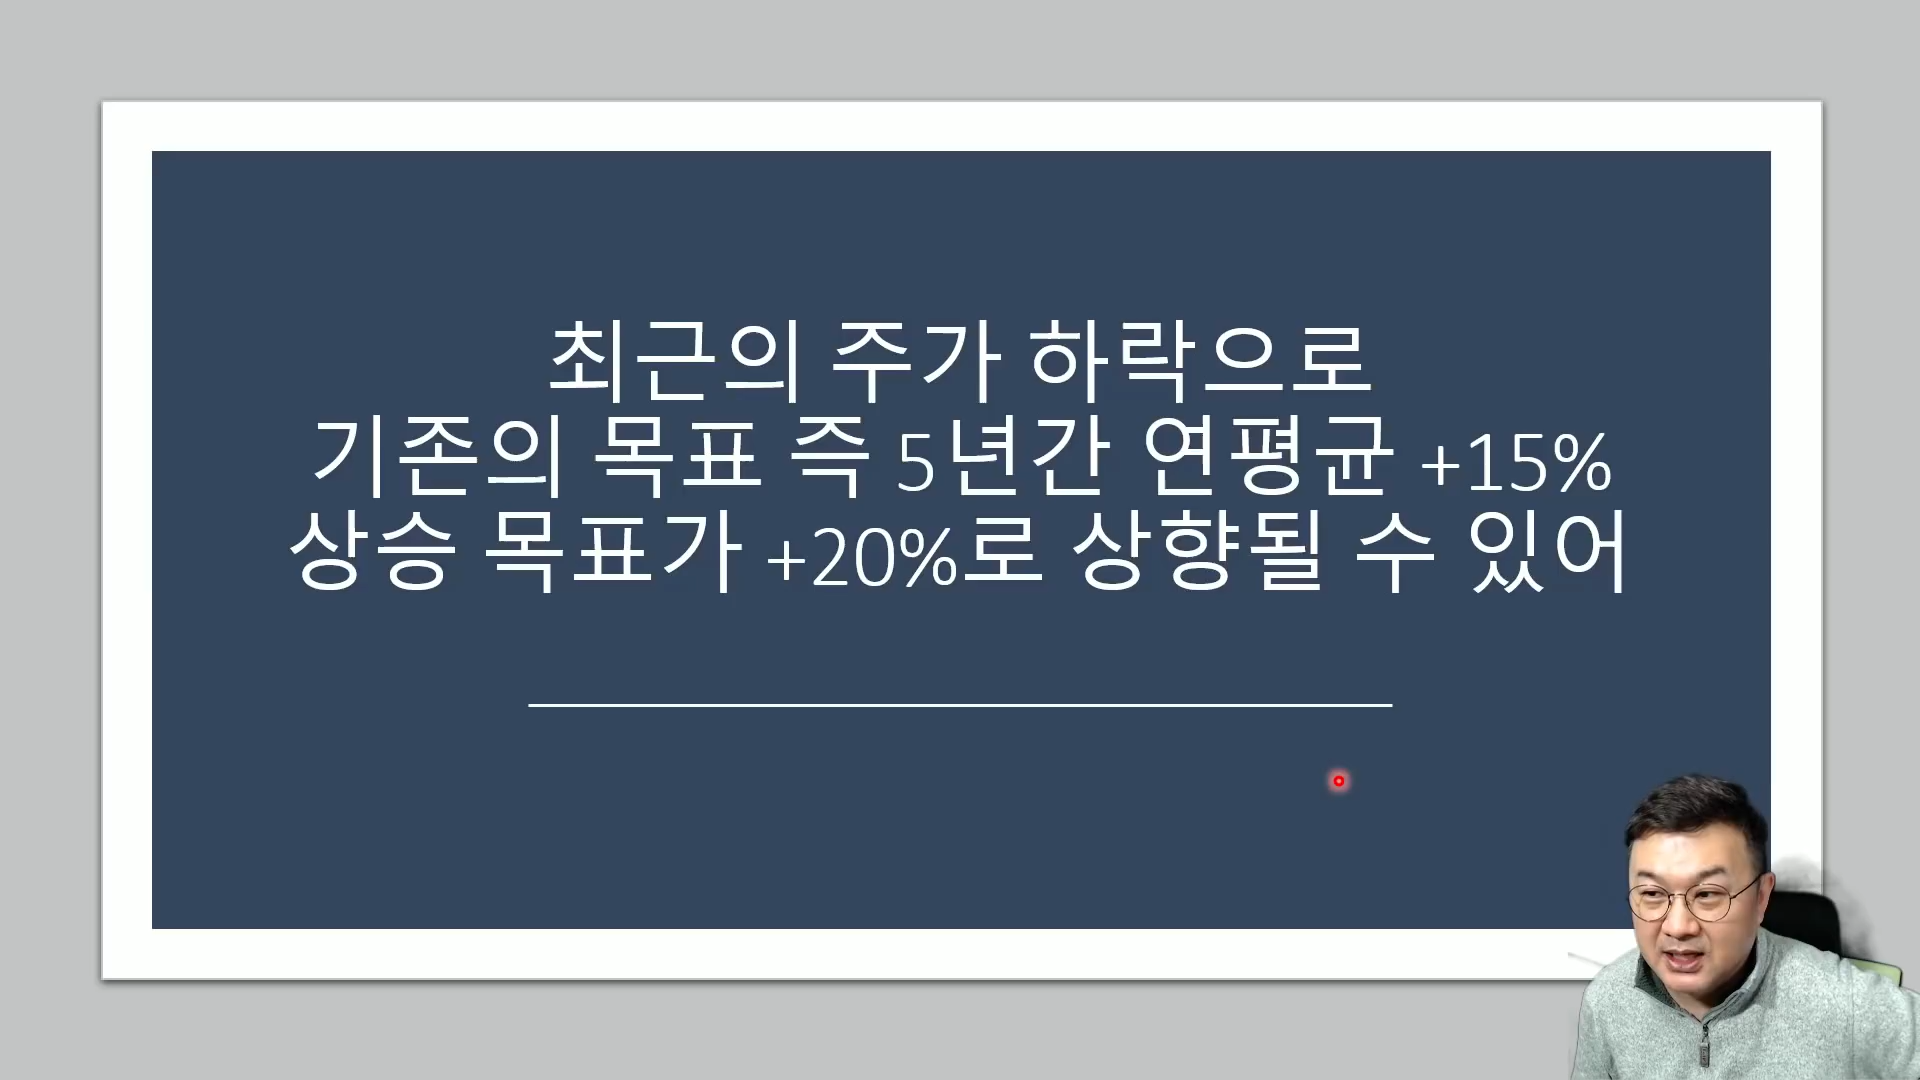 최근의 주가 하락으로
기존의 목표 즉 5년간 연평균 +15%
상승 목표가 +20%로 상향될 수 있어